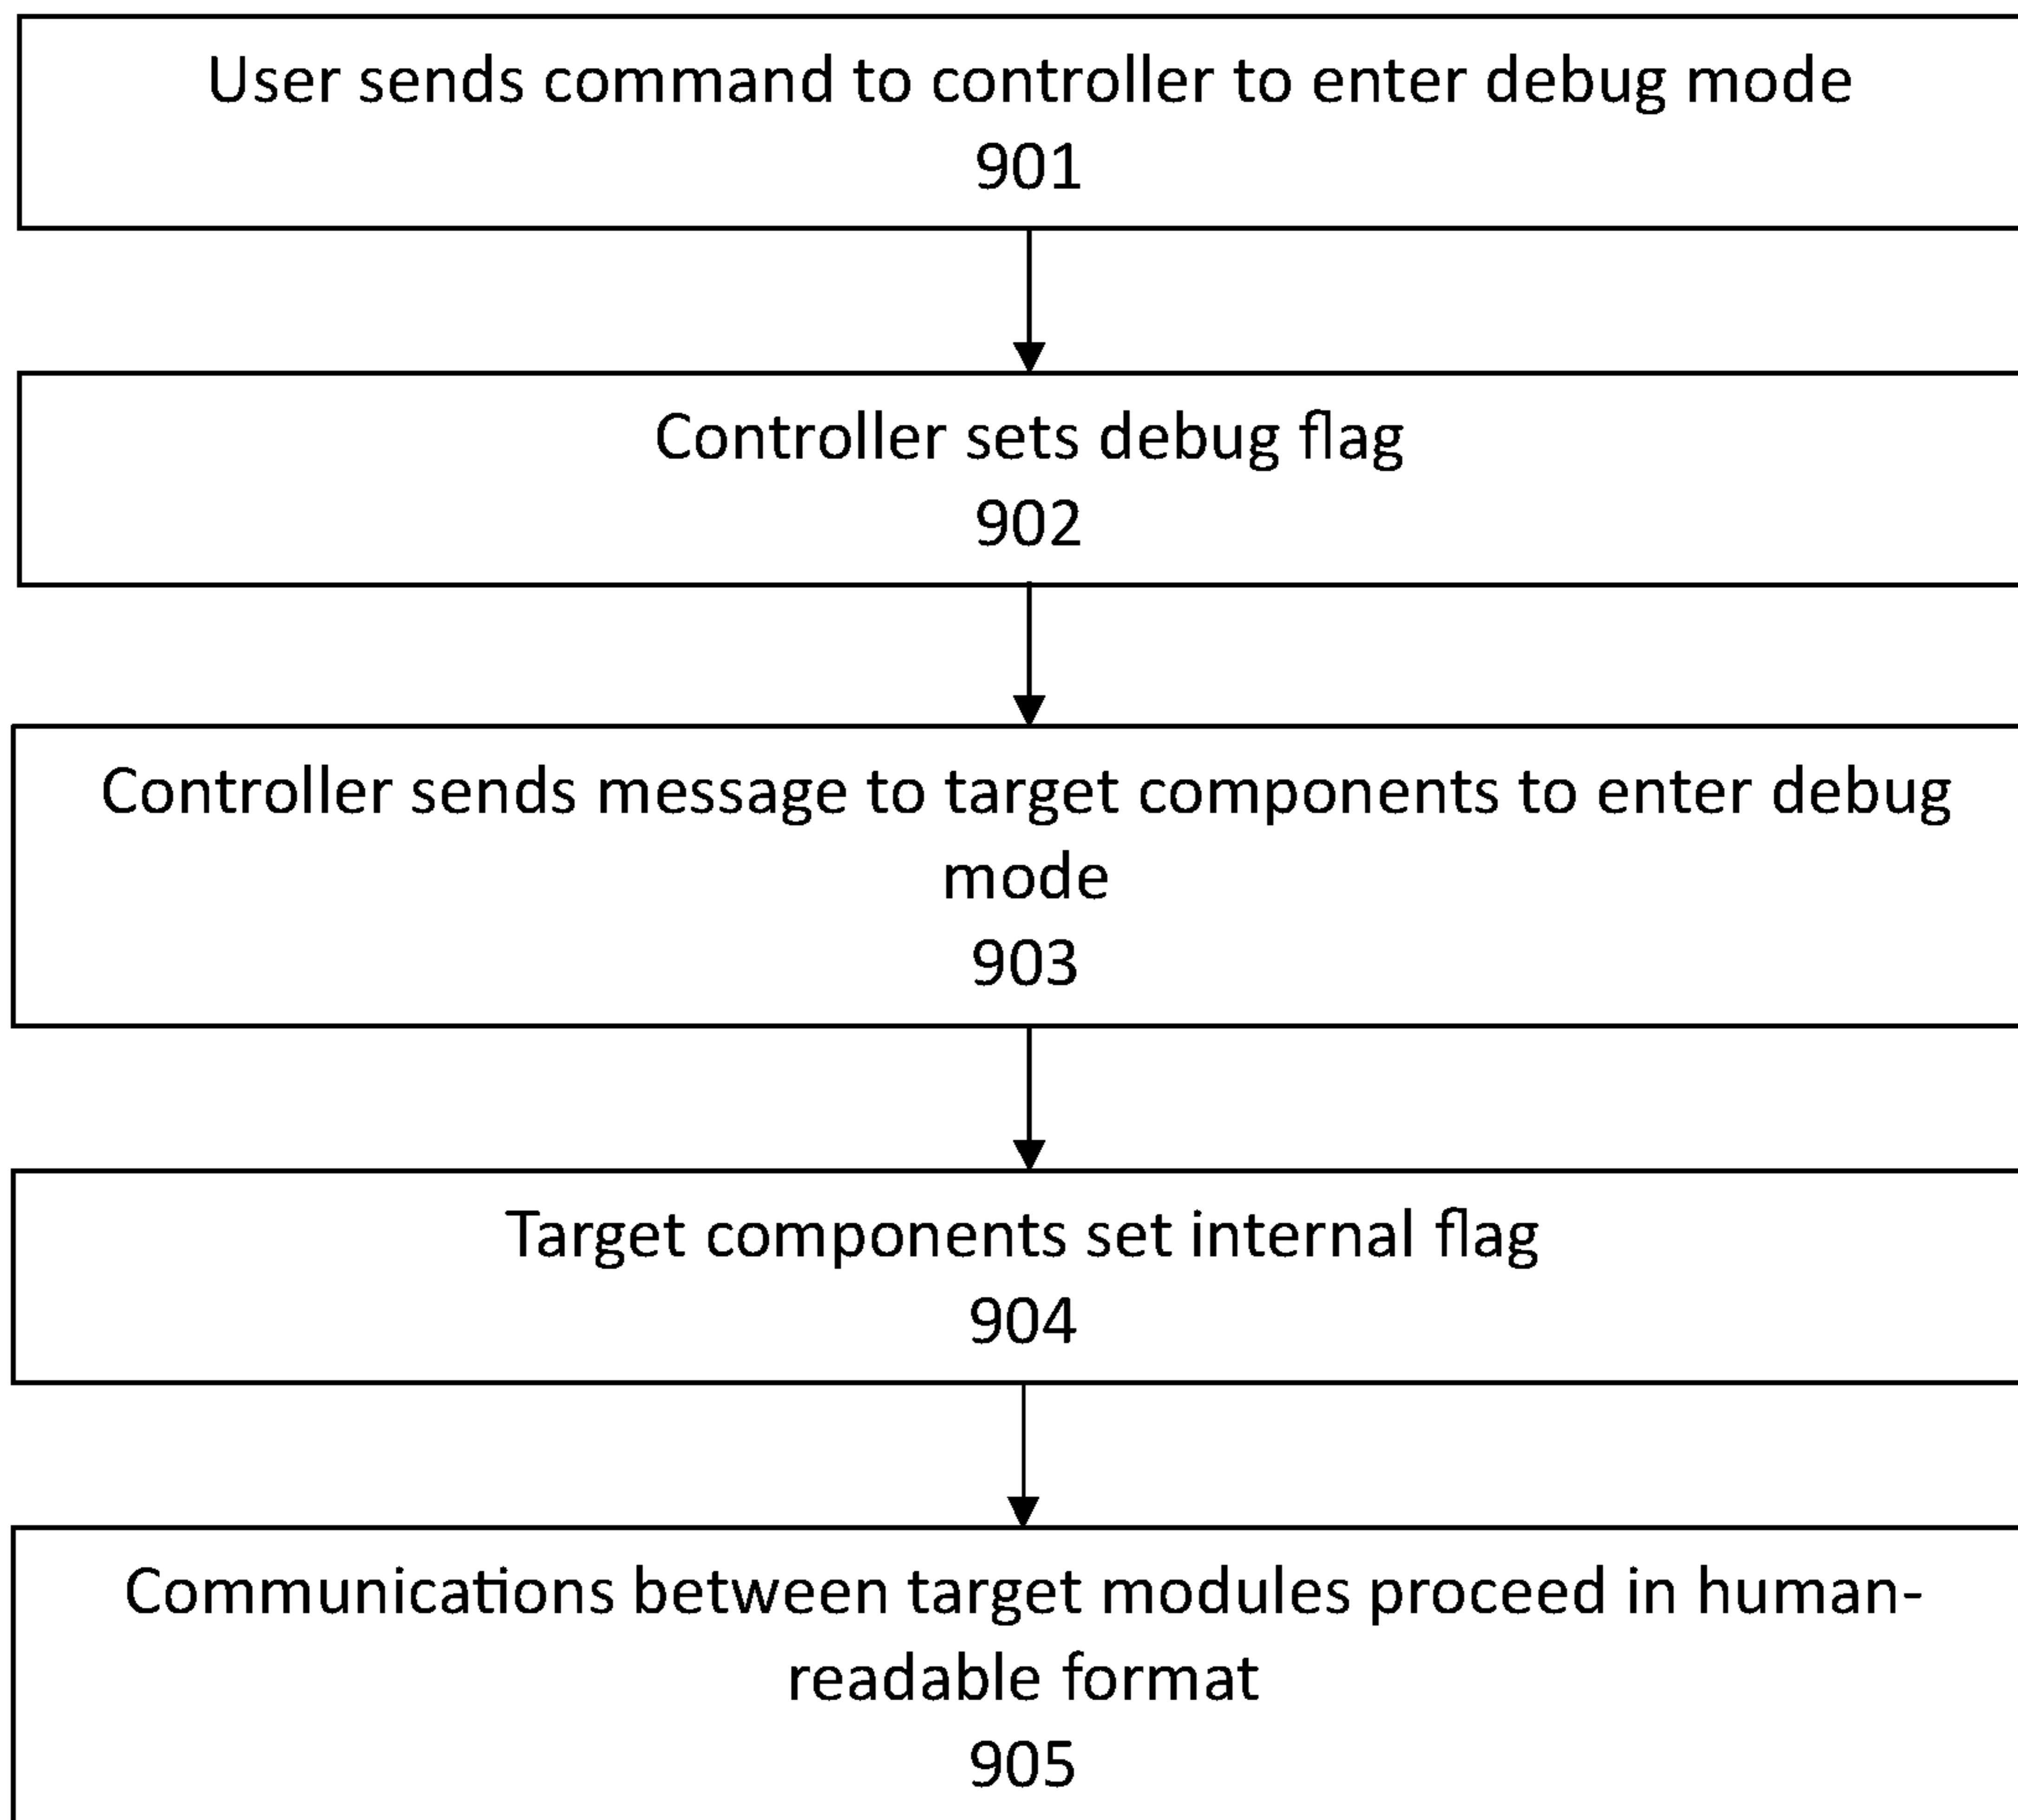 User sends command to controller to enter debug mode
901
Controller sets debug flag
902
Controller sends message to target components to enter debug
mode
903
Target components set internal flag
904
Communications between target modules proceed in human-
readable format
905